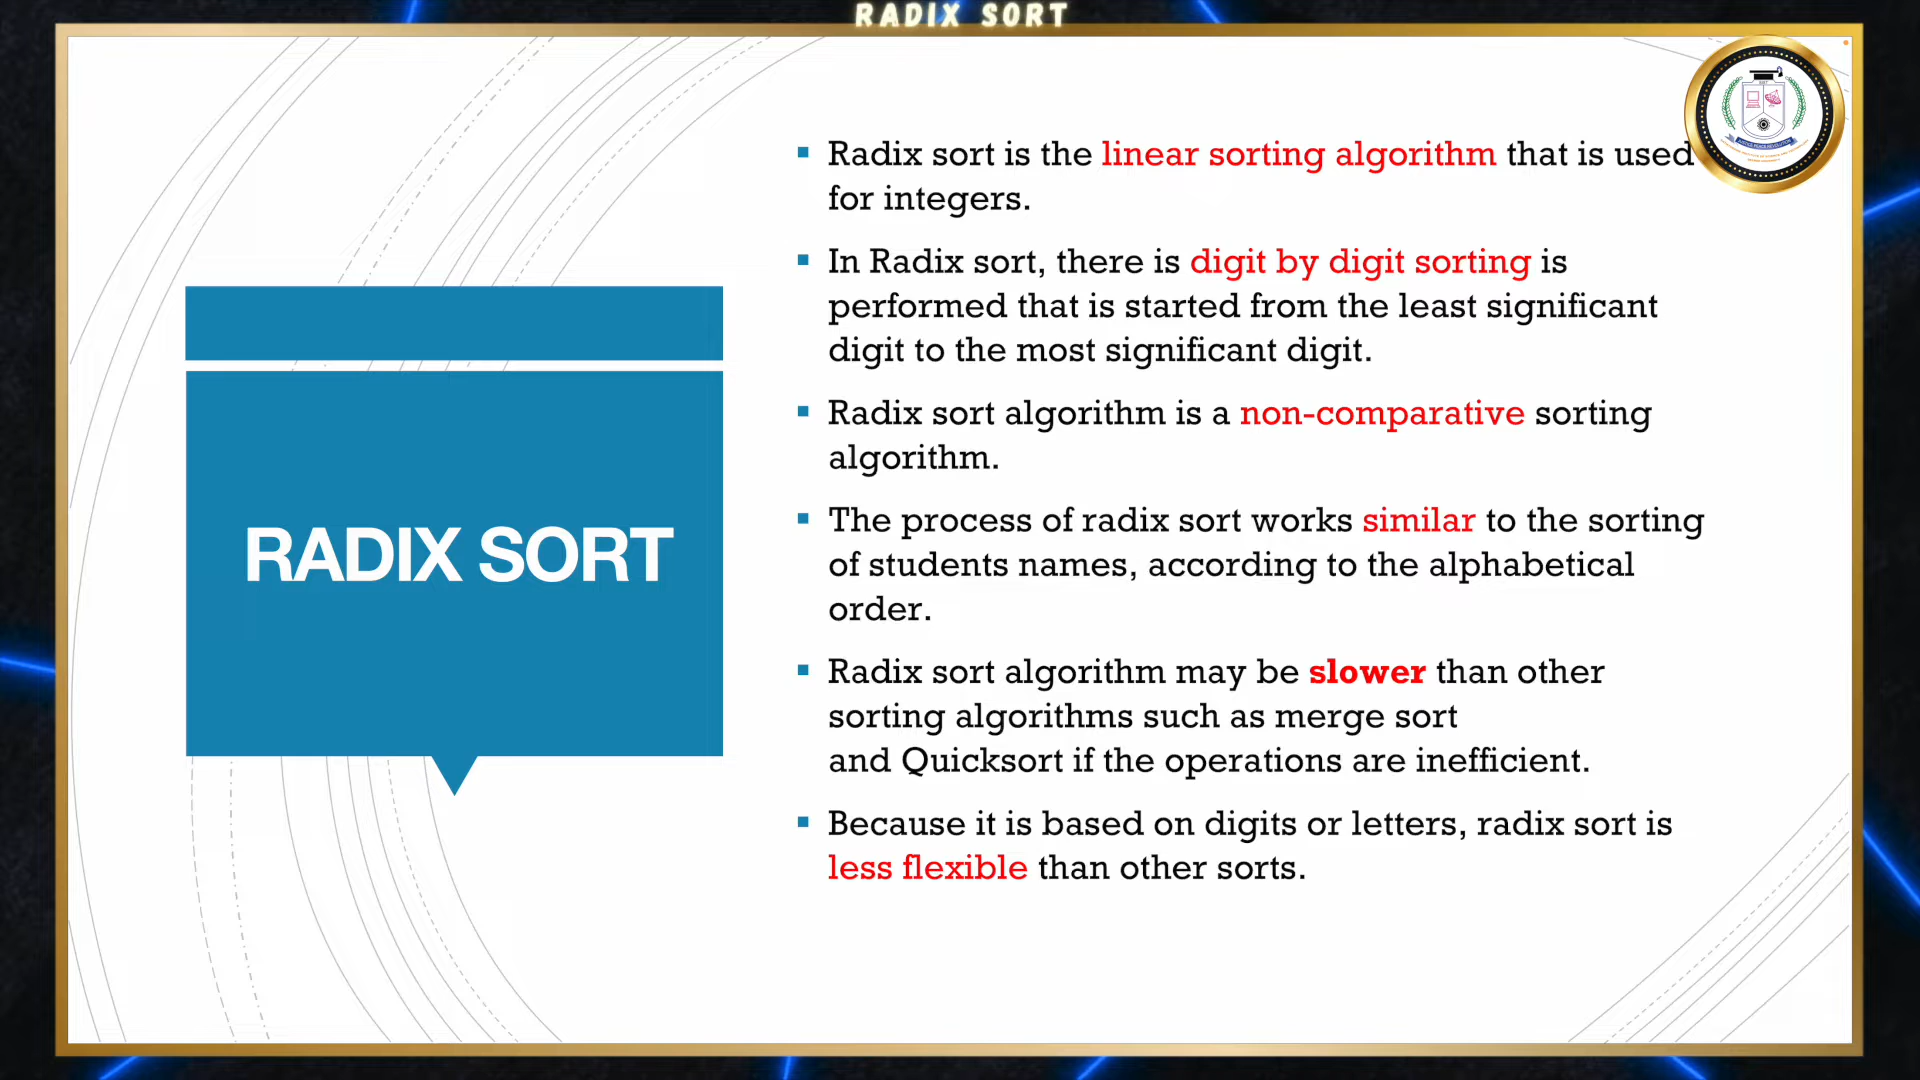 RADIX SORT
RADIX SORT
Radix sort is the linear sorting algorithm that is used
for integers.
In Radix sort, there is digit by digit sorting is
performed that is started from the least significant
digit to the most significant digit.
Radix sort algorithm is a non-comparative sorting
algorithm.
The process of radix sort works similar to the sorting
of students names, according to the alphabetical
order.
Radix sort algorithm may be slower than other
sorting algorithms such as merge sort
and Quicksort if the operations are inefficient.
Because it is based on digits or letters, radix sort is
less flexible than other sorts.